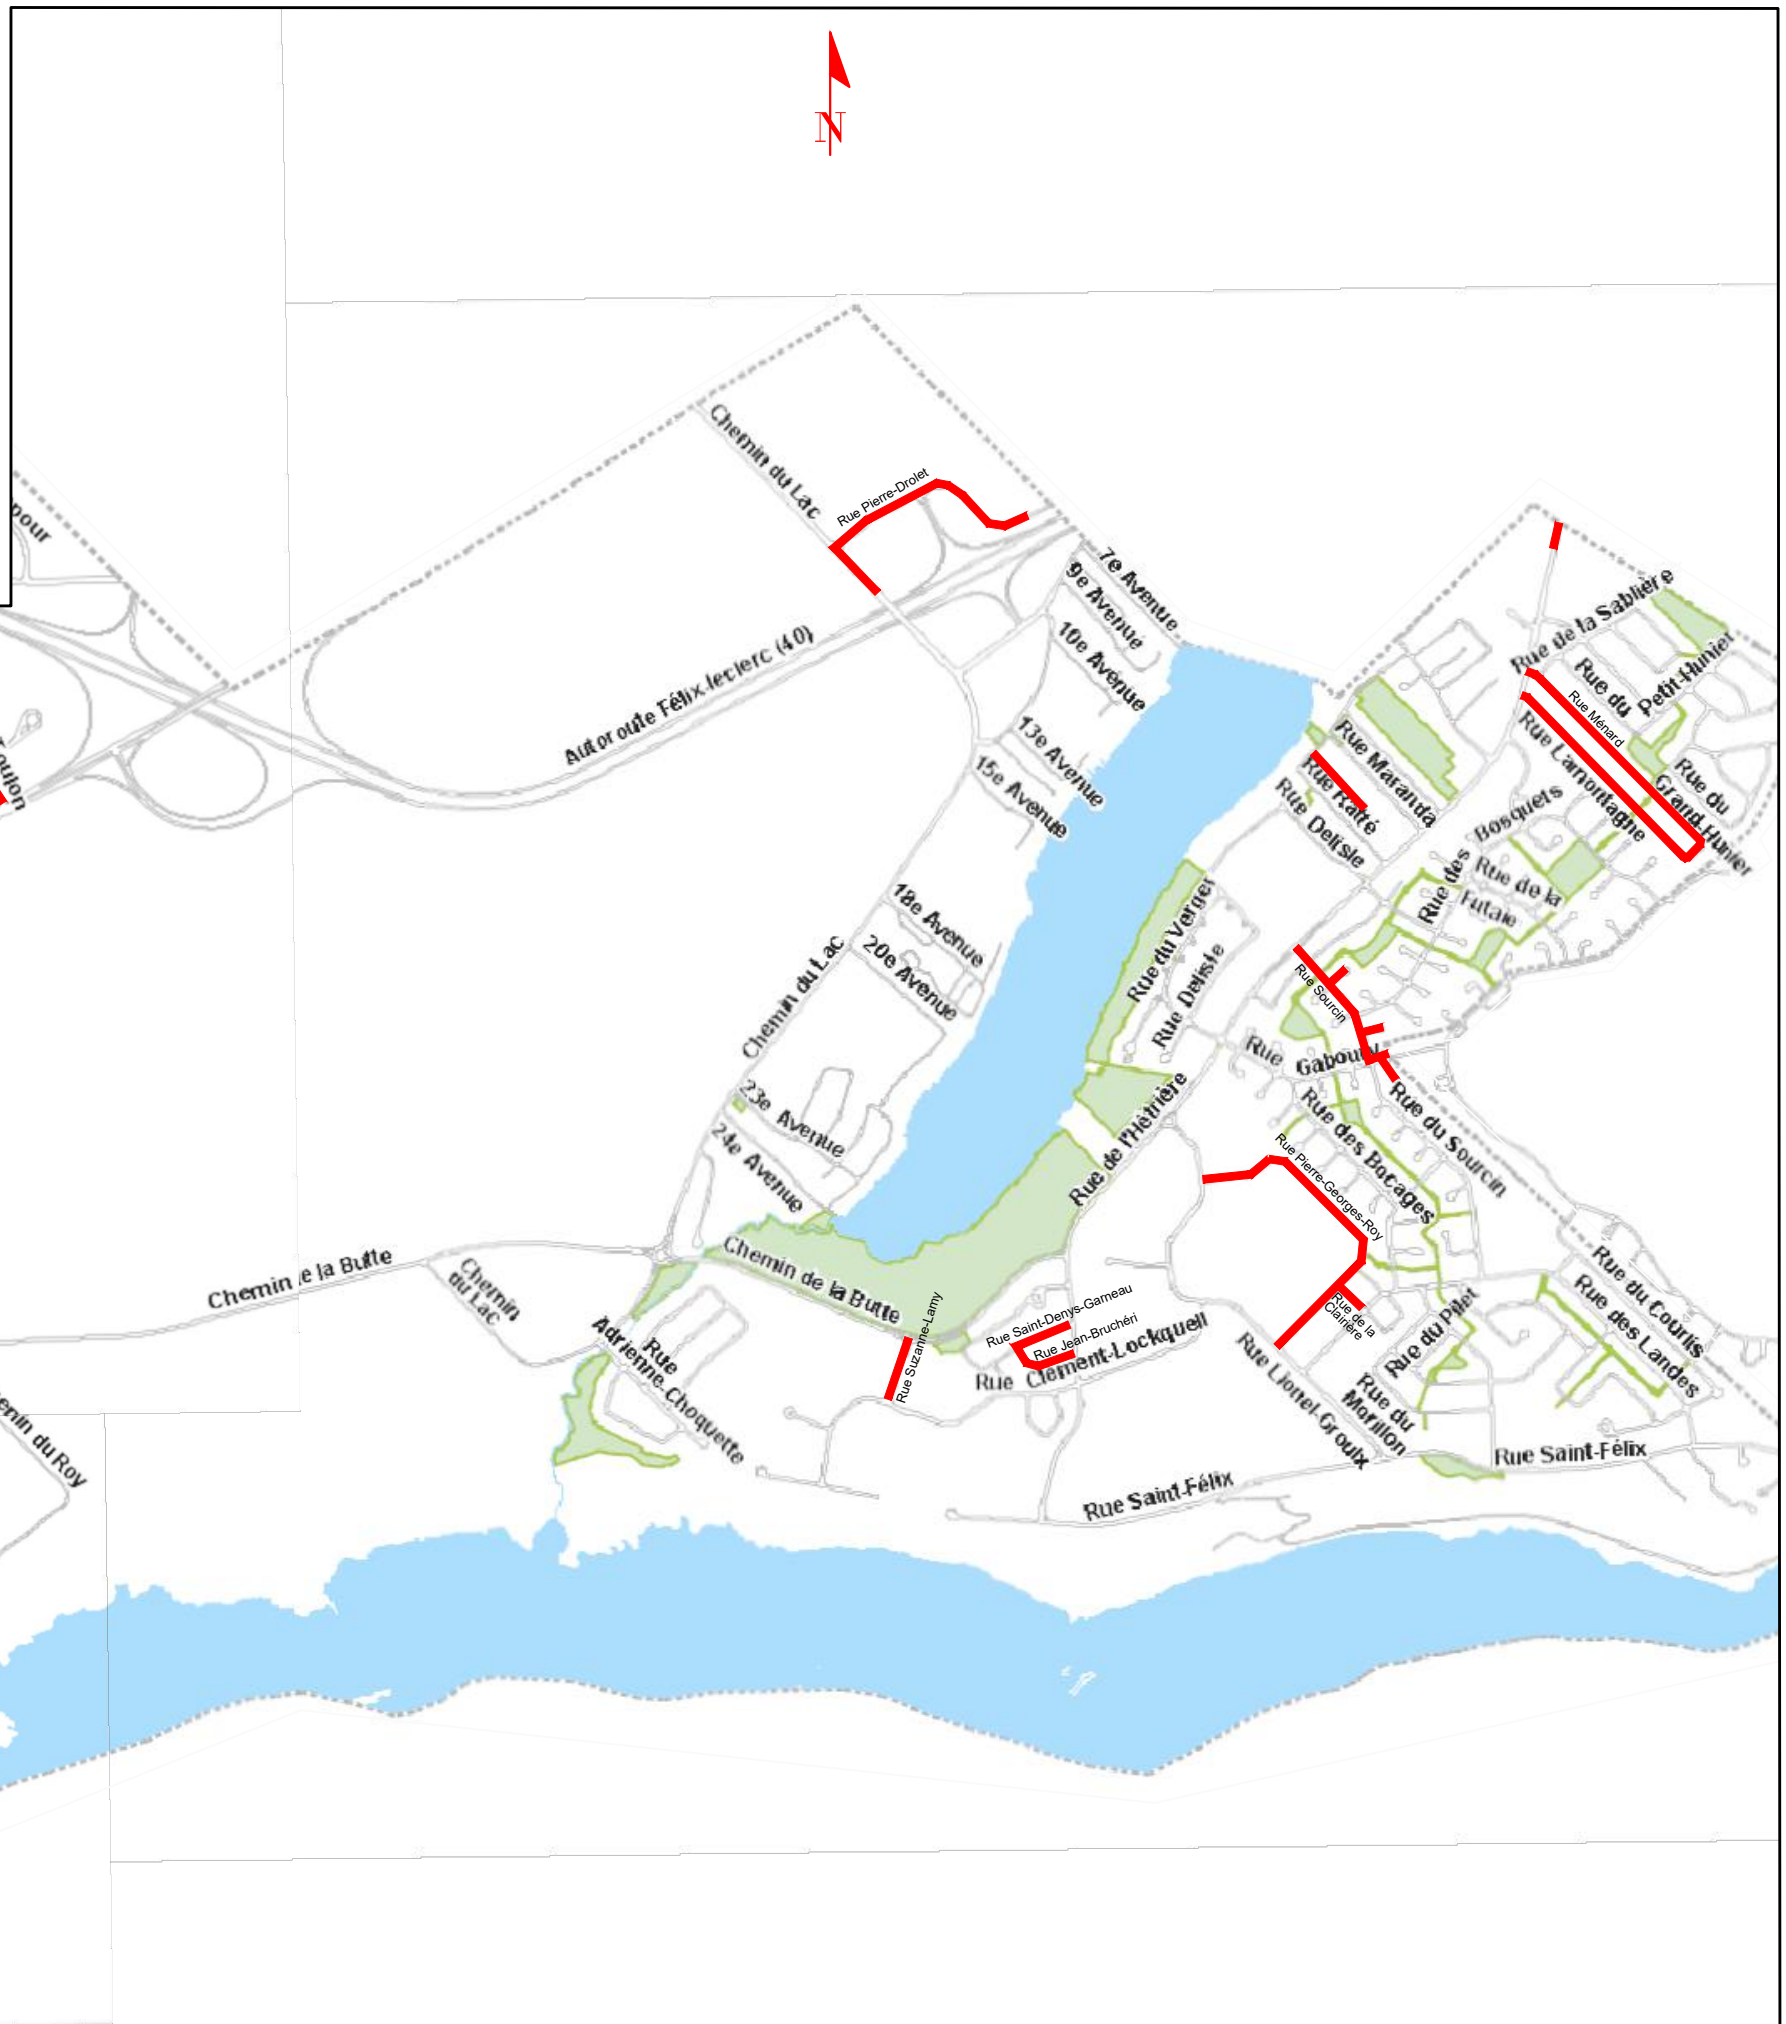 N
Chemin du Lac
Rue Pierre-Drolet
7e Avenue
9e Avenue
10e Avenue
Autoroute Félix-leclerc (40)
13e Avenue
15e Avenue
18e Avenue
20e Avenue
Chemin du Lac
23e Avenue
24e Avenue
Rue de la Sablière
Rue du
Petit-Hunier
Rue Ménard
Rue Lamontagne
Rue du
Grand-Hunier
Rue Maranda
Rue Ratté
Rue Delisle
Rue des Bosquets
Rue de la
Futaie
Rue du Verger
Rue Delisle
Rue Sourcin
Rue Gaboury
Rue du Sourcin
Rue des Bocages
Rue de l'Hêtrière
Rue Pierre-Georges-Roy
Chemin de la Butte
Chemin
du Lac
Chemin de la Butte
Rue
Adrienne-Choquette
Rue Suzanne-Lamy
Rue Saint-Denys-Garneau
Rue Jean-Bruchéri
Rue Clément-Lockquell
Rue Lionel-Groulx
Rue de la
Clairière
Rue du Pilet
Rue du
Morillon
Rue du Courlis
Rue des Landes
Rue Saint-Félix
Rue Saint-Félix